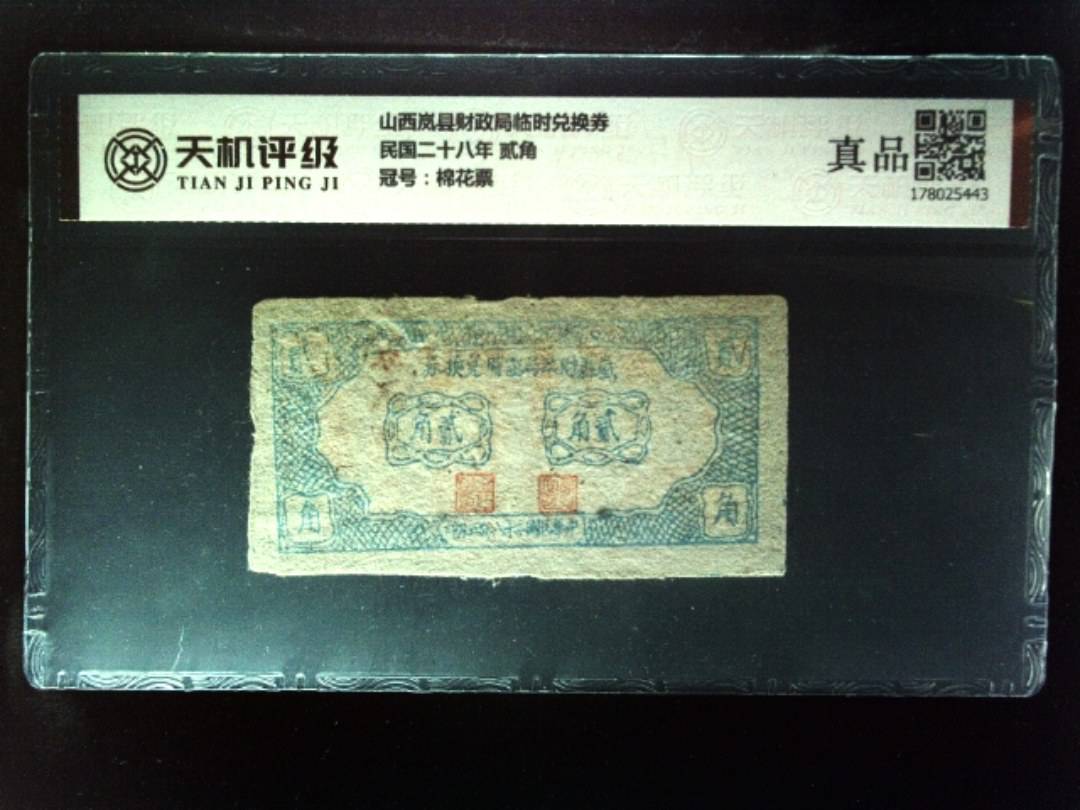 天机评级
TIAN JI PING JI
山西岚县财政局临时兑换券
民国二十八年 贰角
冠号：棉花票
真品
178025443
角貳
角貳
角
角